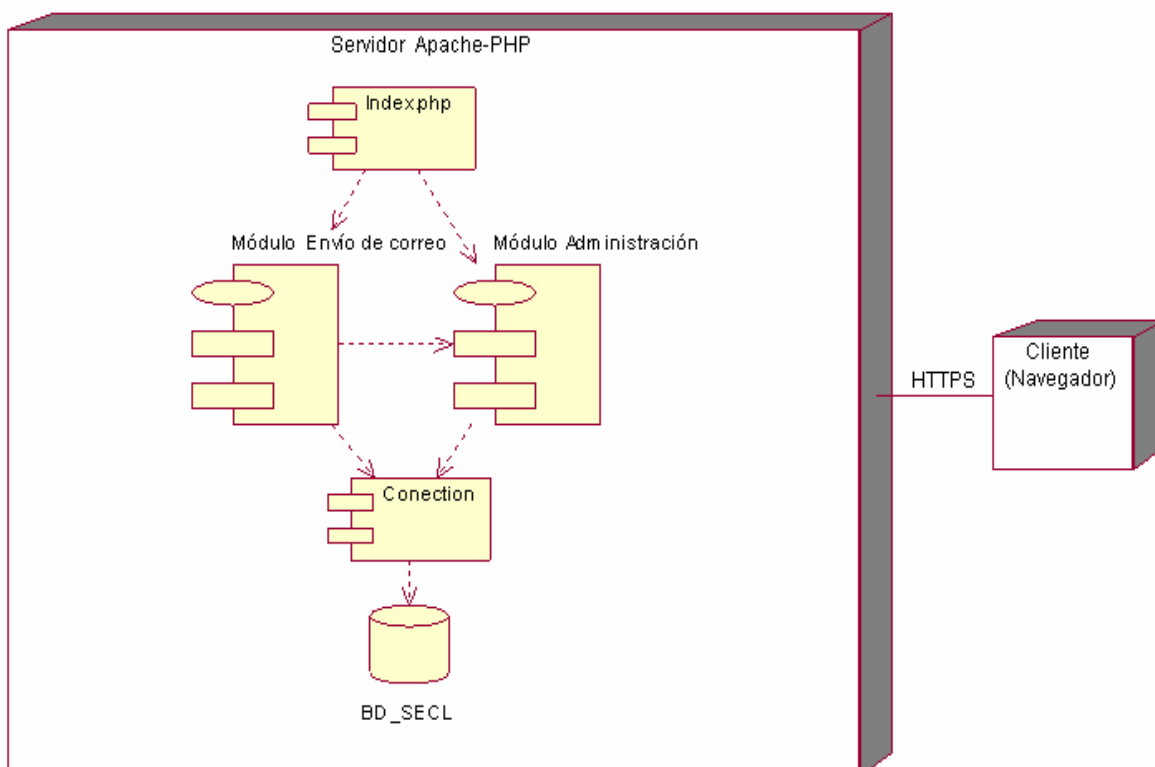 Servidor Apache-PHP
Index.php
Módulo Envío de correo
Módulo Administración
Cliente
(Navegador)
HTTPS
Conection
BD_SECL